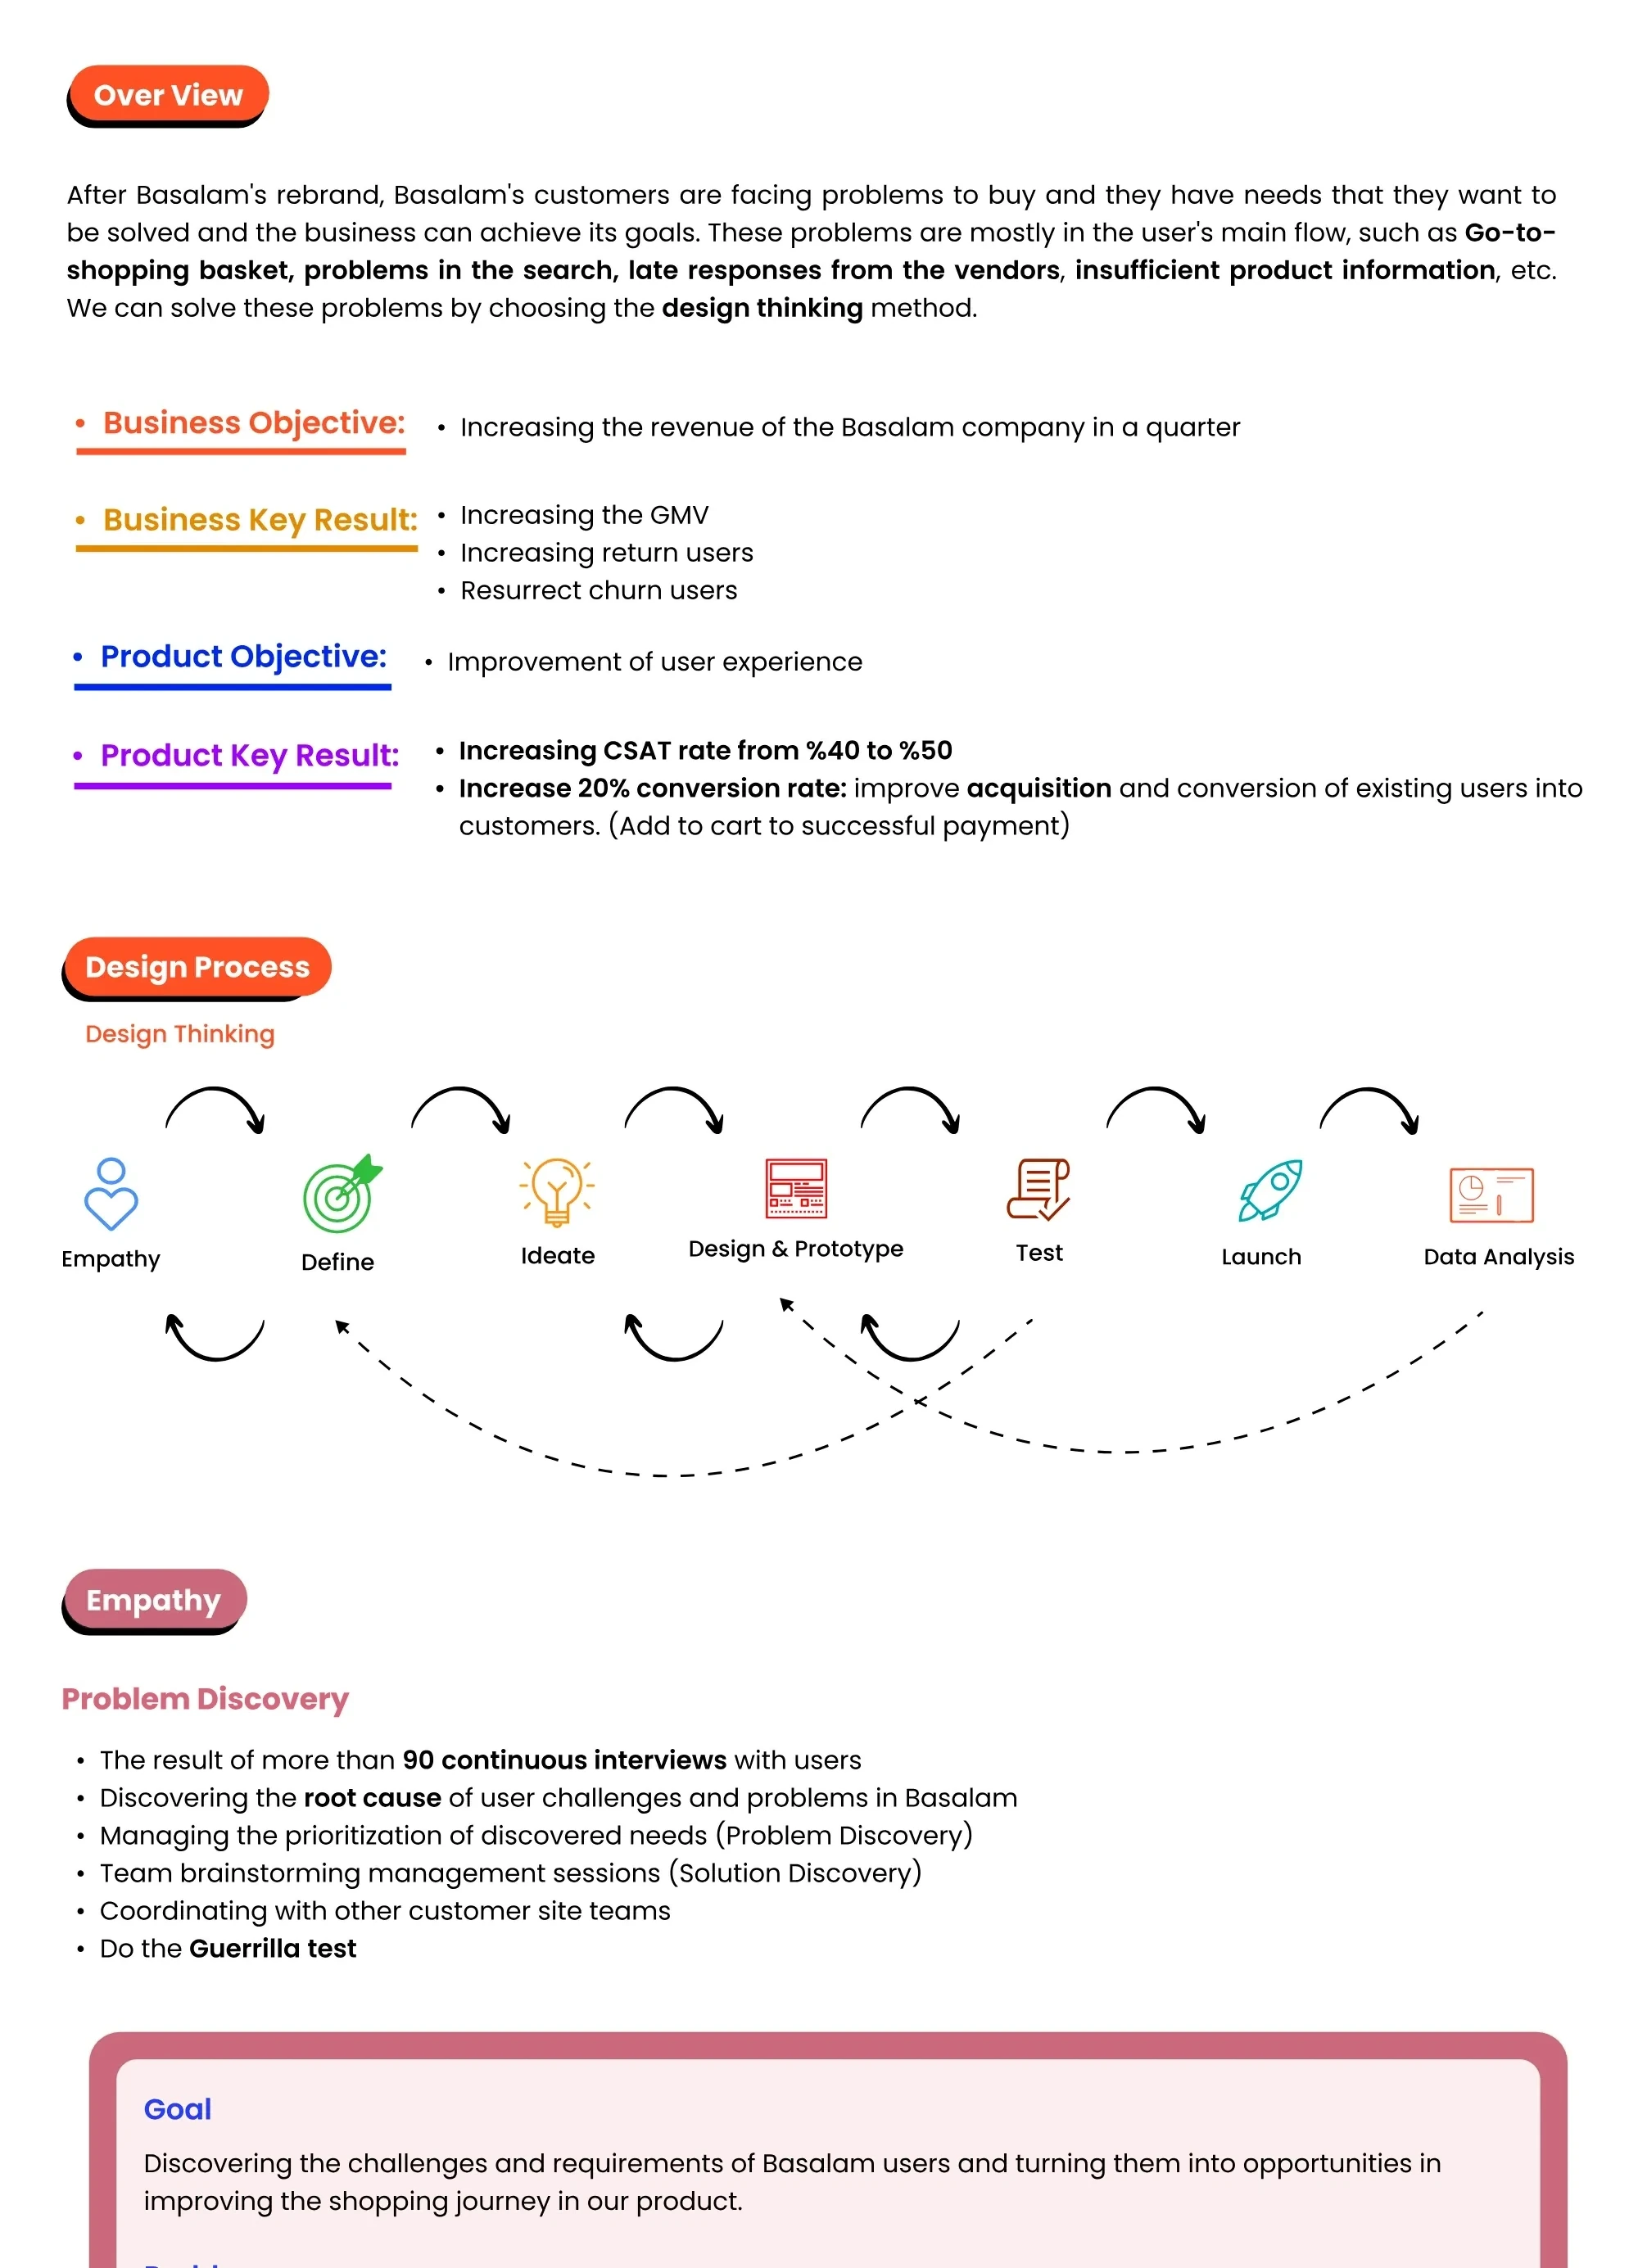 Over View
After Basalam's rebrand, Basalam's customers are facing problems to buy and they have needs that they want to
be solved and the business can achieve its goals. These problems are mostly in the user's main flow, such as Go-to-
shopping basket, problems in the search, late responses from the vendors, insufficient product information, etc.
We can solve these problems by choosing the design thinking method.
• Business Objective:
• Increasing the revenue of the Basalam company in a quarter
• Business Key Result:
• Increasing the GMV
• Increasing return users
• Resurrect churn users
• Product Objective:
• Improvement of user experience
• Product Key Result:
• Increasing CSAT rate from %40 to %50
• Increase 20% conversion rate: improve acquisition and conversion of existing users into
customers. (Add to cart to successful payment)
Design Process
Design Thinking
Empathy
Define
Ideate
Design & Prototype
Test
Launch
Data Analysis
Empathy
Problem Discovery
• The result of more than 90 continuous interviews with users
• Discovering the root cause of user challenges and problems in Basalam
• Managing the prioritization of discovered needs (Problem Discovery)
• Team brainstorming management sessions (Solution Discovery)
• Coordinating with other customer site teams
• Do the Guerrilla test
Goal
Discovering the challenges and requirements of Basalam users and turning them into opportunities in
improving the shopping journey in our product.